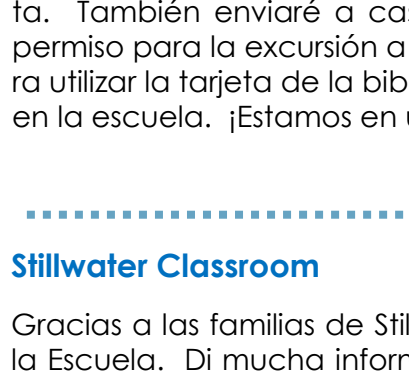 ta. También enviaré a cas
permiso para la excursión a
ra utilizar la tarjeta de la bib
en la escuela. ¡Estamos en
Stillwater Classroom
Gracias a las familias de Stil
la Escuela. Di mucha inforr